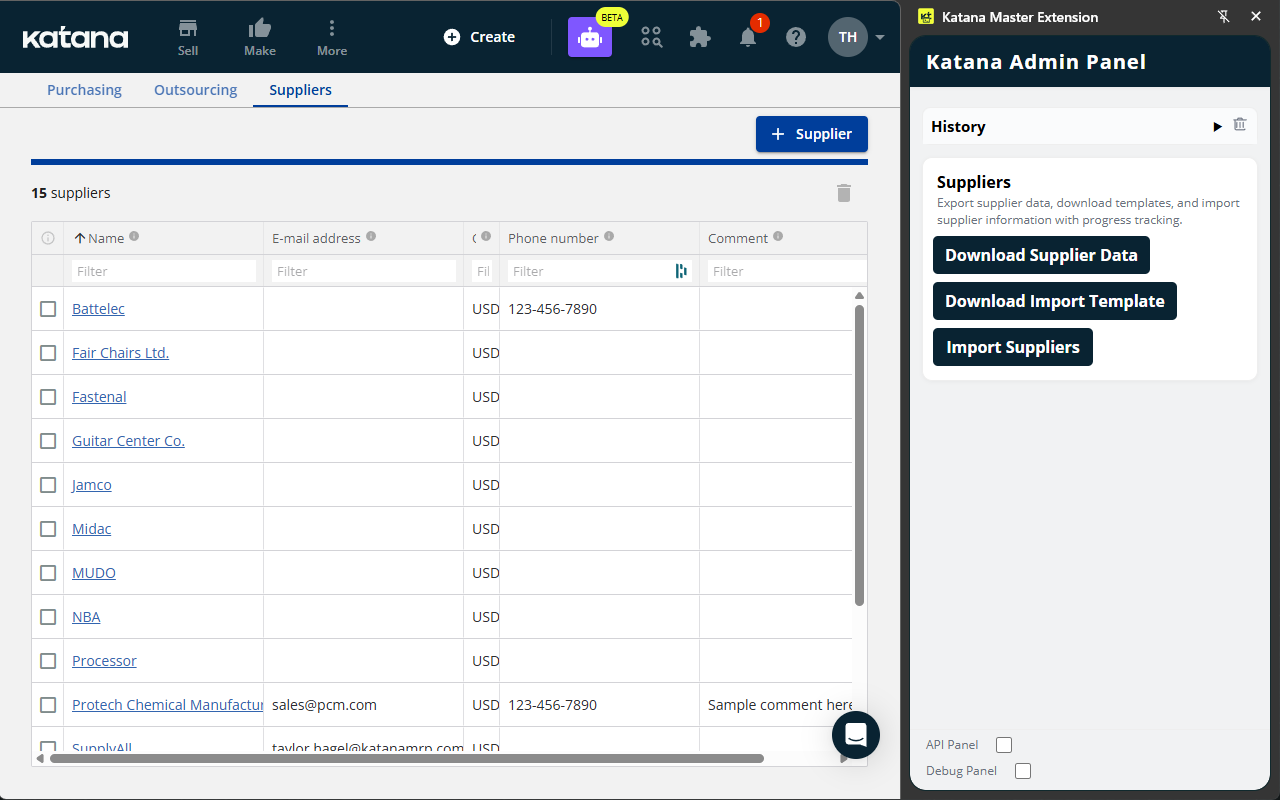 katana
Sell
Make
More
Create
BETA
1
TH
Purchasing
Outsourcing
Suppliers
+ Supplier
15 suppliers
Name
E-mail address
Phone number
Comment
Filter
Filter
Fil
Filter
Filter
Battelec
USD
123-456-7890
Fair Chairs Ltd.
USD
Fastenal
USD
Guitar Center Co.
USD
Jamco
USD
Midac
USD
MUDO
USD
NBA
USD
Processor
USD
Protech Chemical Manufactur
sales@pcm.com
USD
123-456-7890
Sample comment here
SupplyAll
taylor.hagel@katanamrp.com
USD
Katana Master Extension
Katana Admin Panel
History
Suppliers
Export supplier data, download templates, and import
supplier information with progress tracking.
Download Supplier Data
Download Import Template
Import Suppliers
API Panel
Debug Panel